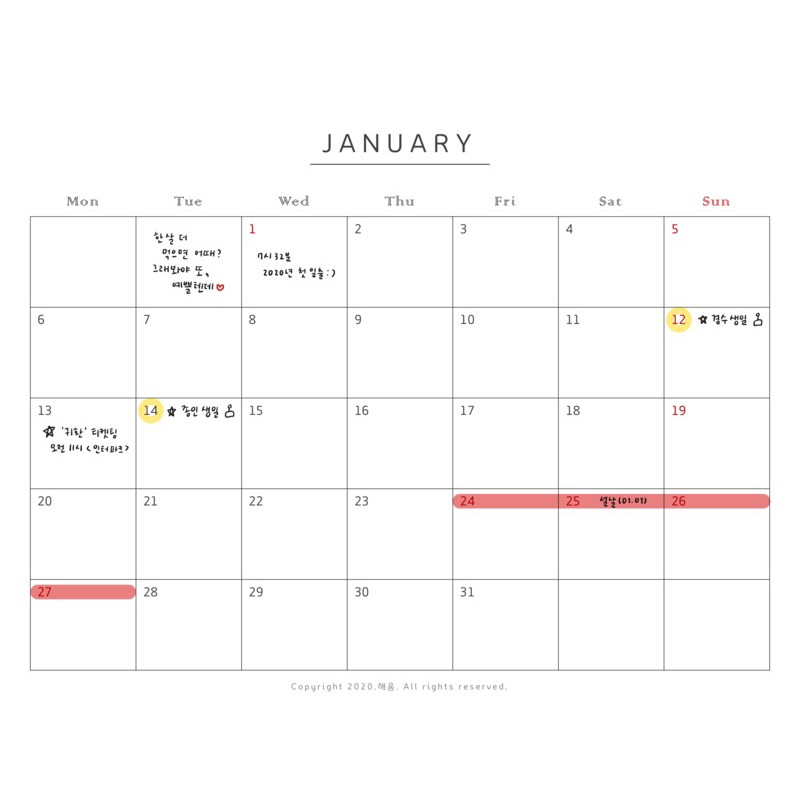 JANUARY
Mon Tue Wed Thu Fri Sat Sun
한살 더
먹으면 어때?
그래봐야 또,
예쁠텐데
1 2 3 4 5
7시 32분
2020년 첫 일출:)
6 7 8 9 10 11 12 경수생일
13 14 종인생일 15 16 17 18 19
'귀환' 티켓팅
오전 11시 <인터파크>
20 21 22 23 24 25 설날(01.01) 26
27 28 29 30 31
Copyright 2020.해움. All rights reserved.